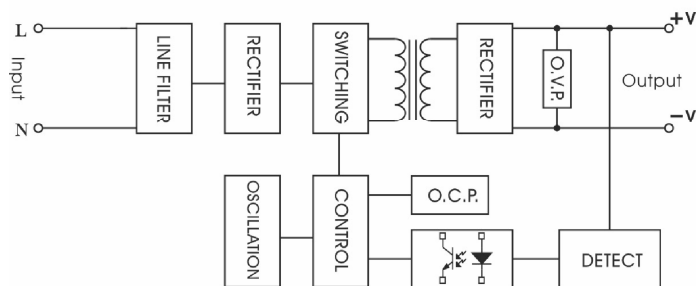 L
Input
N
LINE FILTER
RECTIFIER
SWITCHING
RECTIFIER
O.V.P.
+V
Output
−V
OSCILLATION
CONTROL
O.C.P.
DETECT